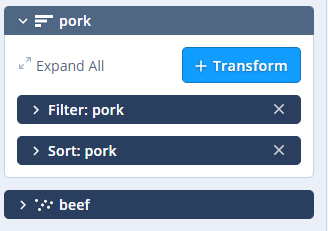 pork
Expand All
+ Transform
Filter: pork
Sort: pork
beef